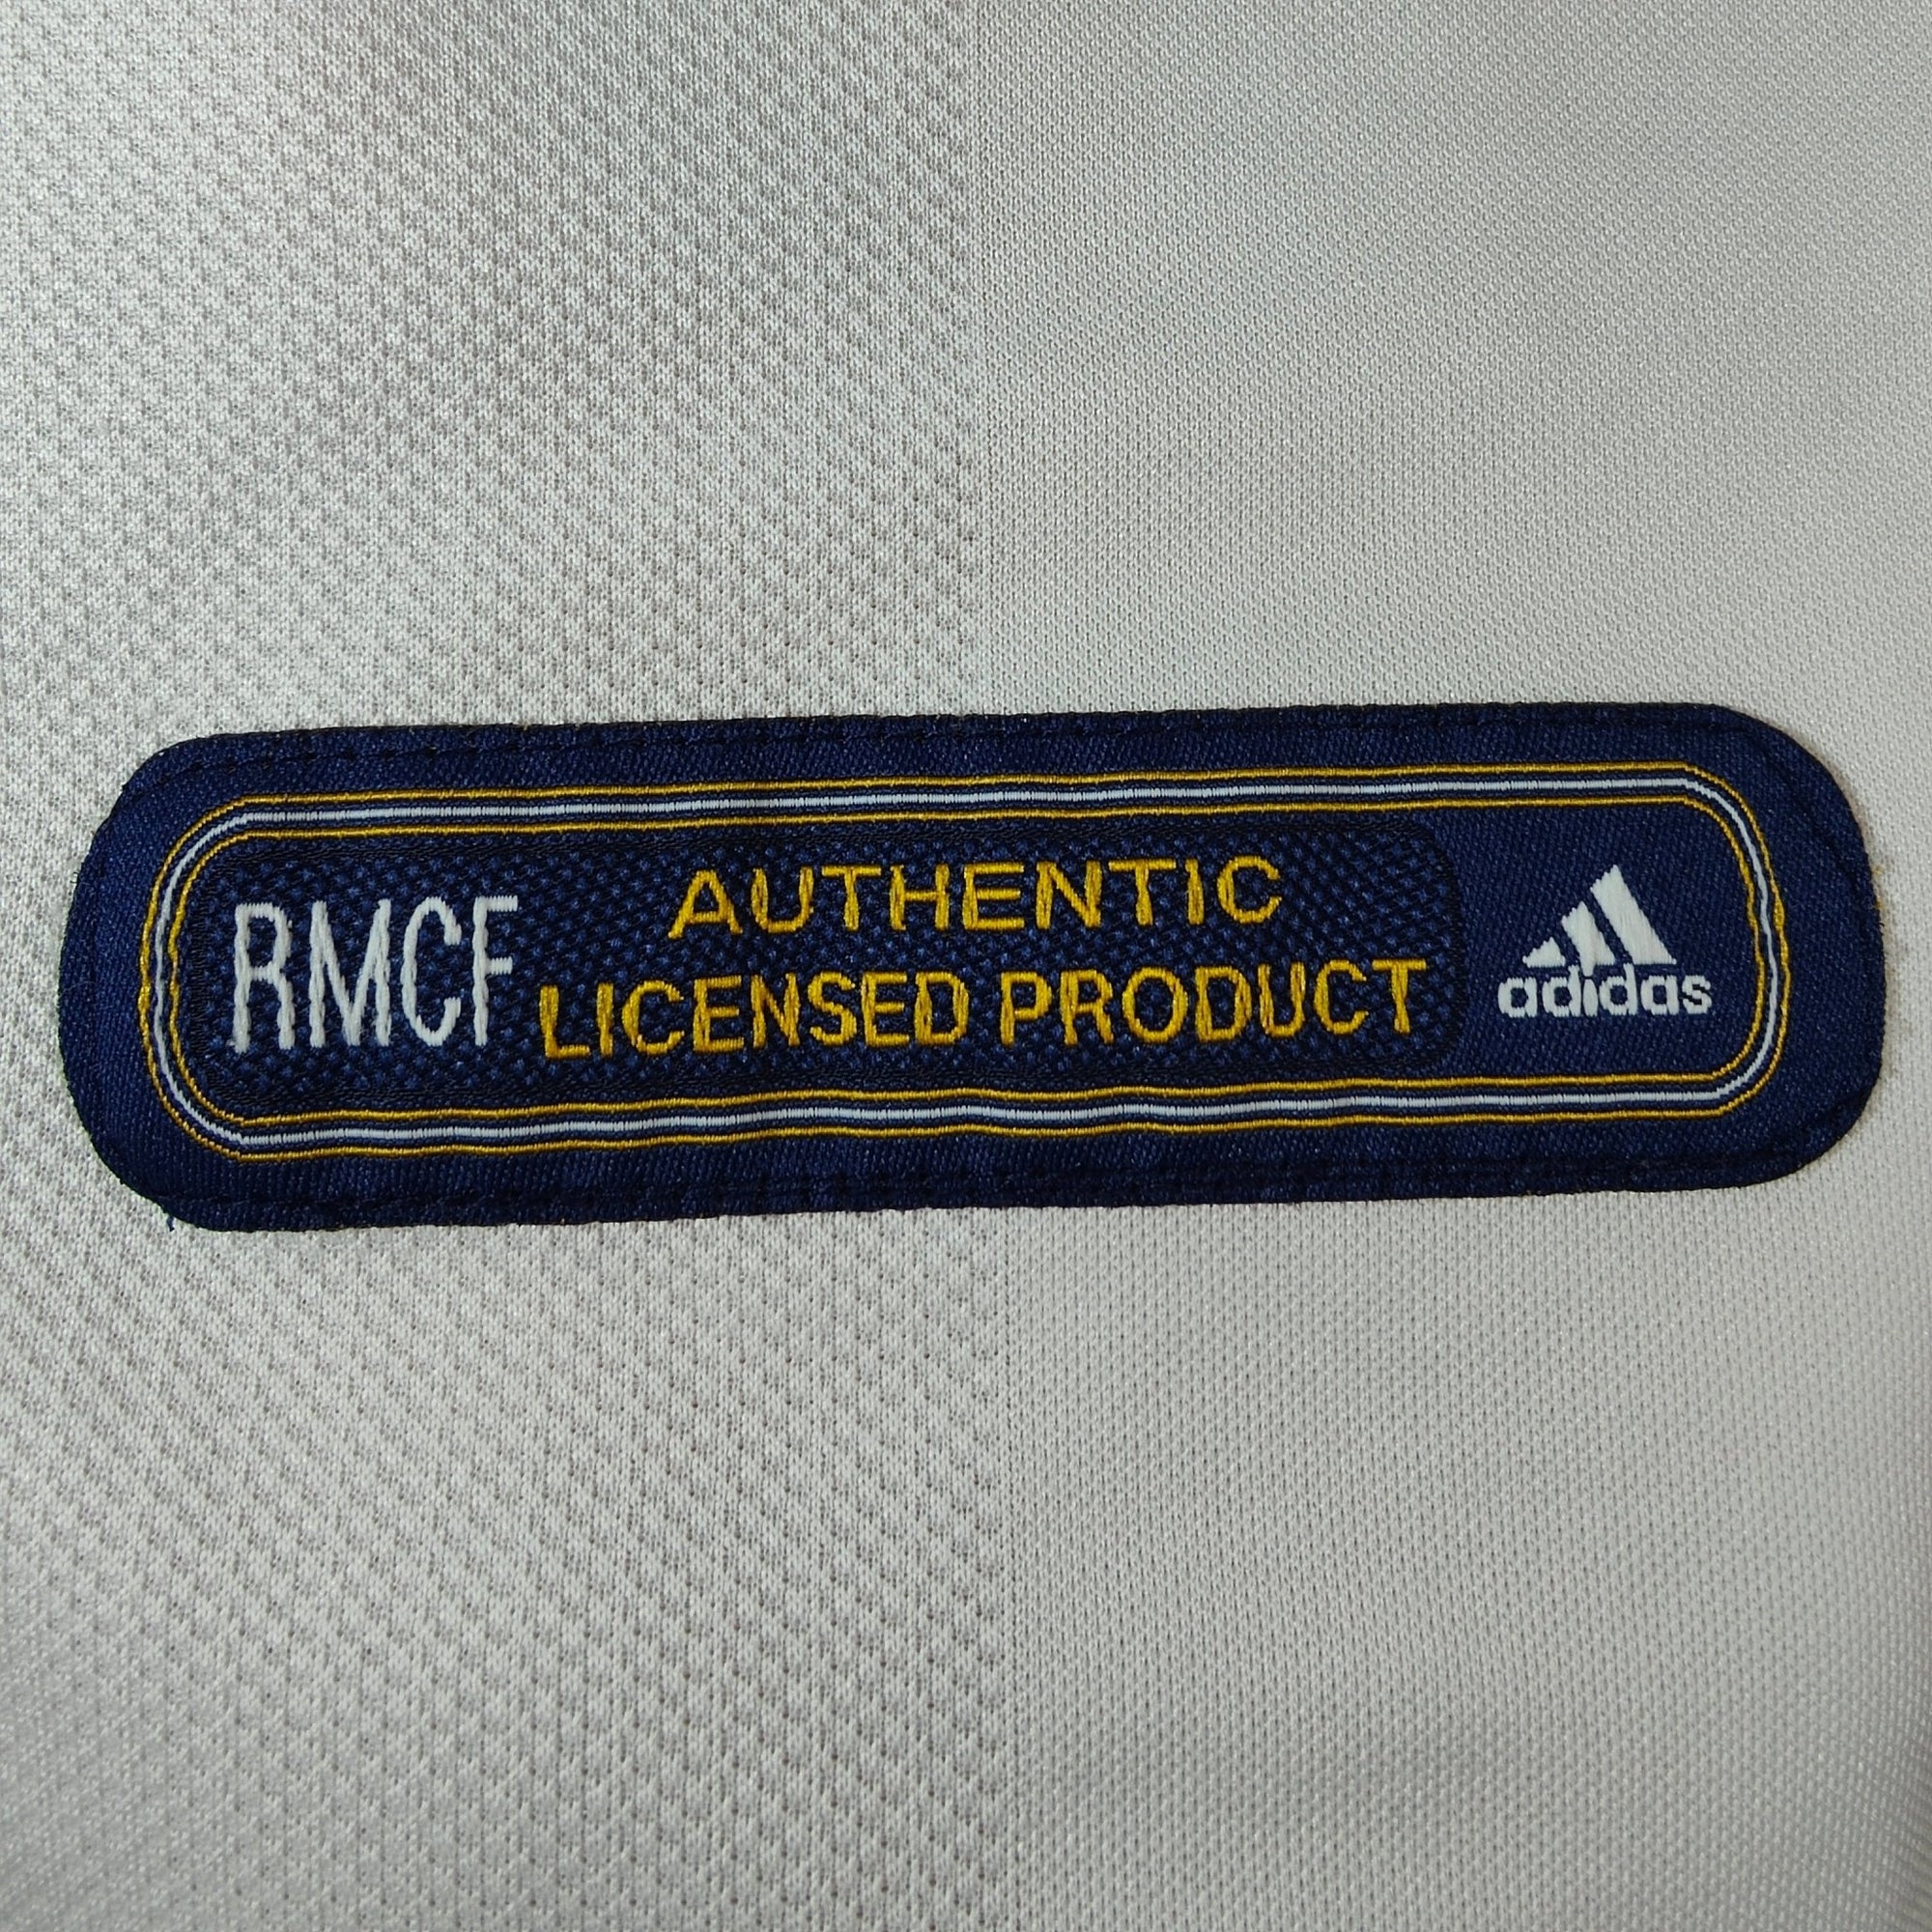 RMCF
AUTHENTIC
LICENSED PRODUCT
adidas